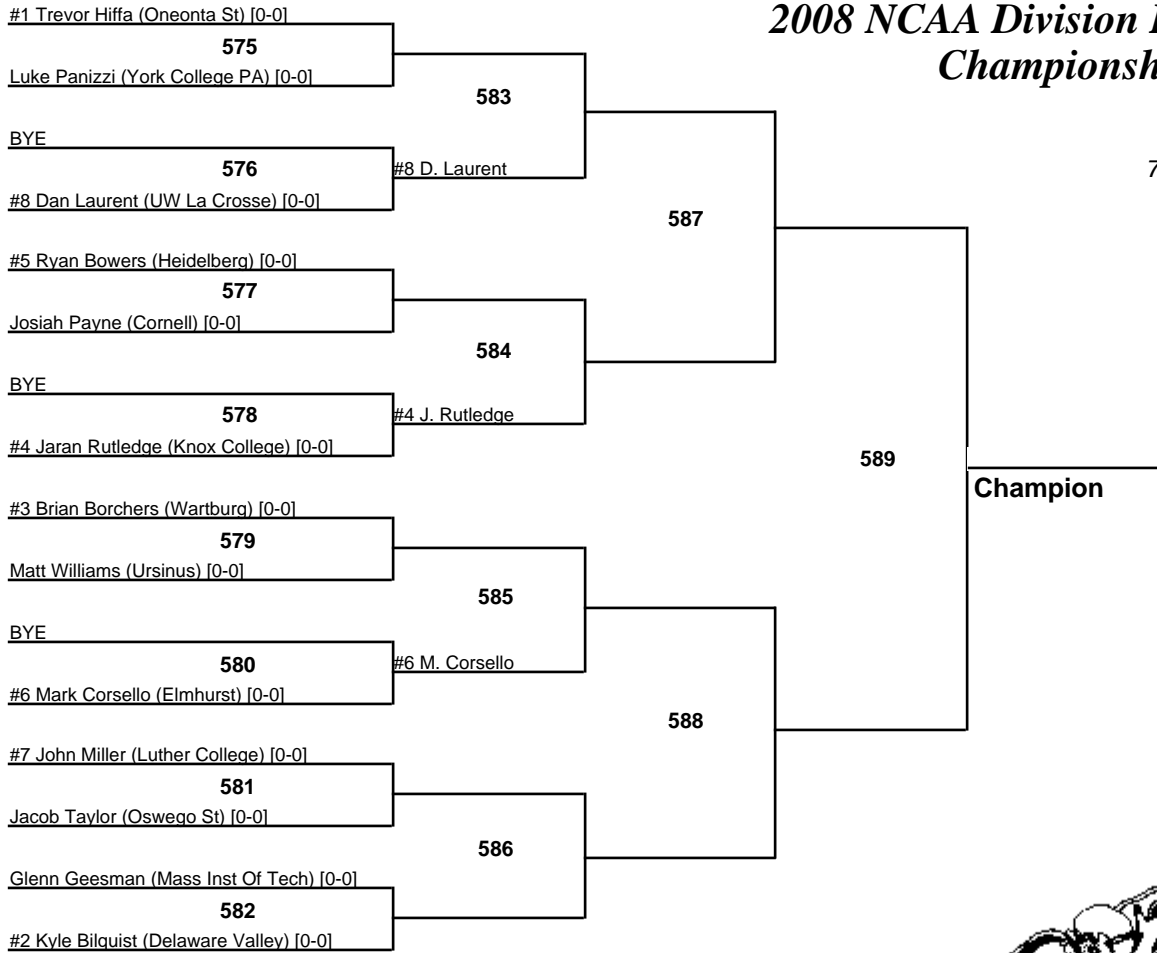 #1 Trevor Hiffa (Oneonta St) [0-0]
2008 NCAA Division
Championsh
575
Luke Panizzi (York College PA) [0-0]
583
BYE
576
#8 D. Laurent
7
#8 Dan Laurent (UW La Crosse) [0-0]
587
#5 Ryan Bowers (Heidelberg) [0-0]
577
Josiah Payne (Cornell) [0-0]
584
BYE
578
#4 J. Rutledge
#4 Jaran Rutledge (Knox College) [0-0]
589
Champion
#3 Brian Borchers (Wartburg) [0-0]
579
Matt Williams (Ursinus) [0-0]
585
BYE
580
#6 M. Corsello
#6 Mark Corsello (Elmhurst) [0-0]
588
#7 John Miller (Luther College) [0-0]
581
Jacob Taylor (Oswego St) [0-0]
586
Glenn Geesman (Mass Inst Of Tech) [0-0]
582
#2 Kyle Bilquist (Delaware Valley) [0-0]